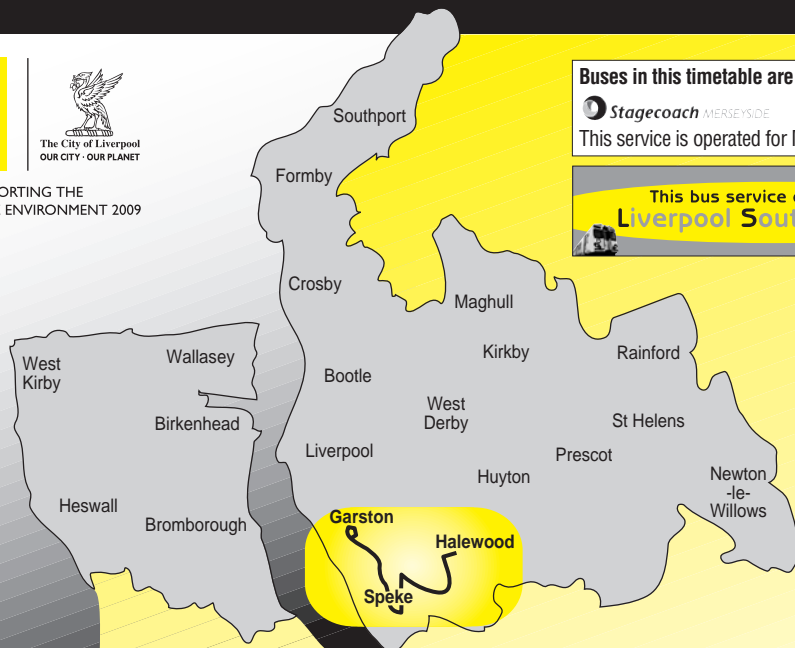 The City of Liverpool
OUR CITY · OUR PLANET
ORTING THE
ENVIRONMENT 2009
Buses in this timetable are
Stagecoach MERSEYSIDE
This service is operated for
This bus service
Liverpool Sout
Southport
Formby
Crosby
Maghull
Kirkby
Rainford
West
Kirby
Wallasey
Bootle
West
Derby
Birkenhead
St Helens
Liverpool
Prescot
Huyton
Newton
-le-
Willows
Heswall
Bromborough
Garston
Halewood
Speke